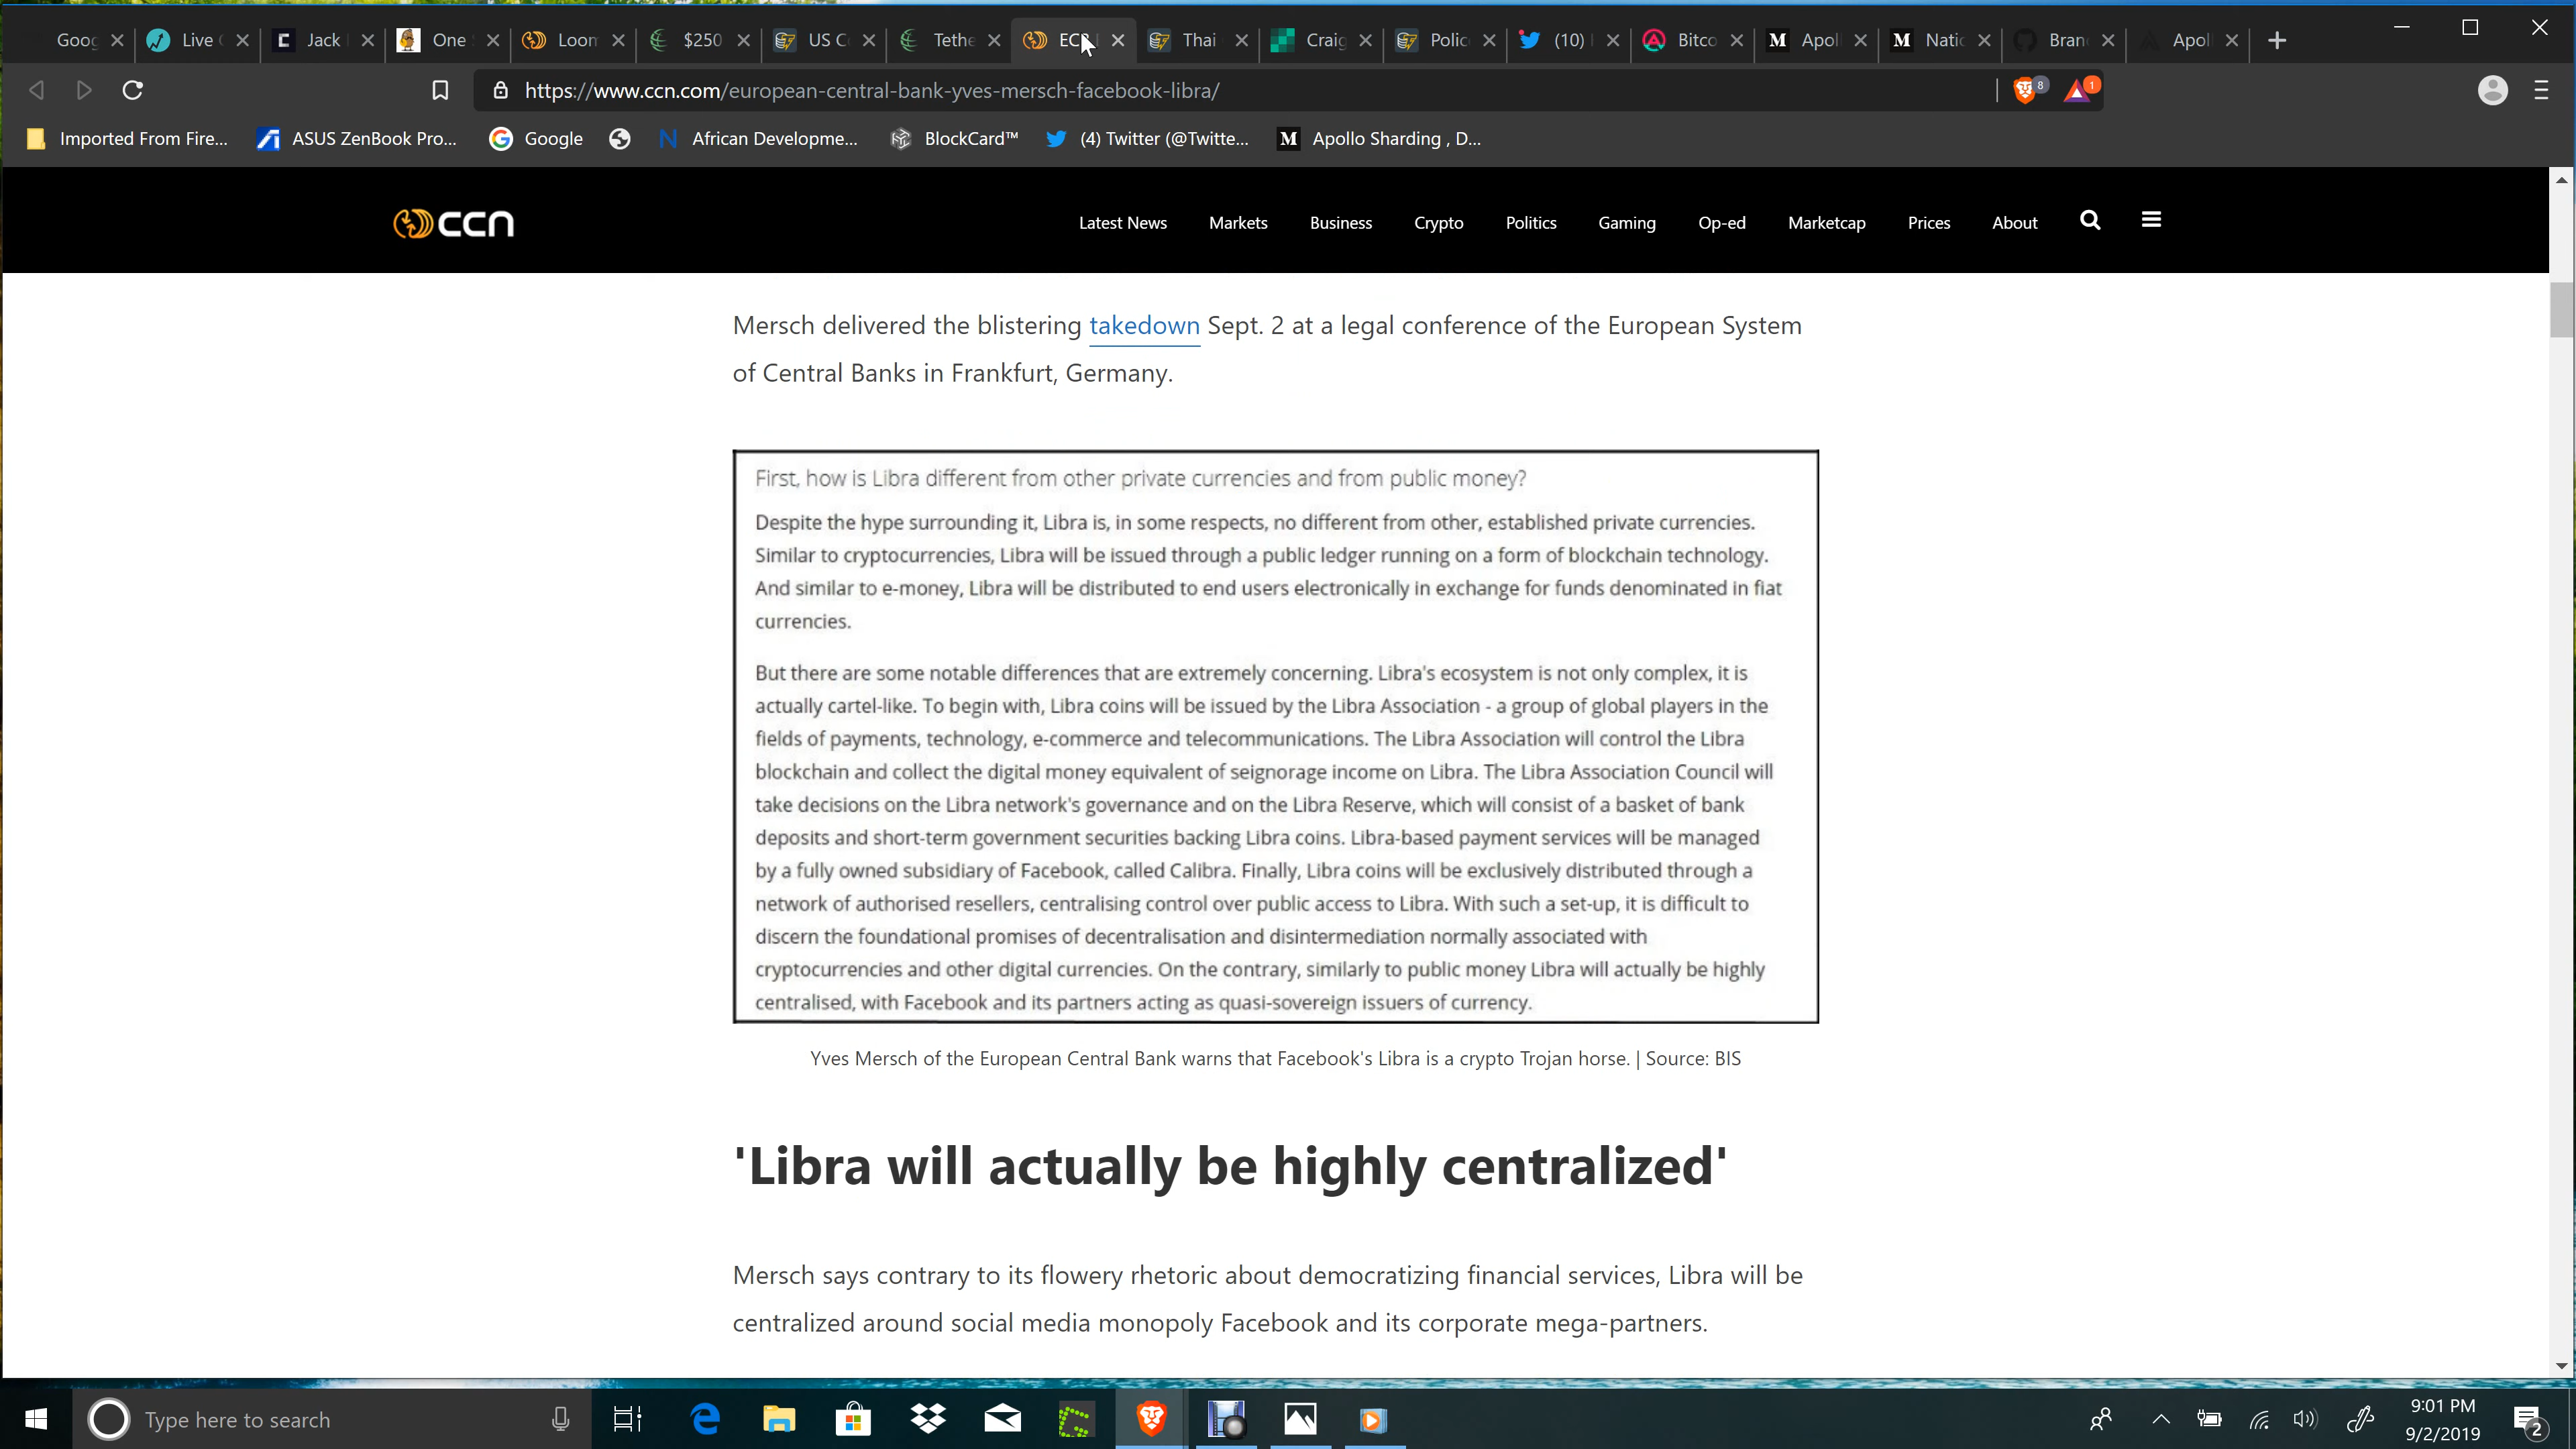 Goog
Live
Jack
One
Loon
$250
US C
Tethe
EC
Thai
Craig
Polic
(10)
Bitco
Apol
Natio
Bran
Apol
https://www.ccn.com/european-central-bank-yves-mersch-facebook-libra/
8
1
Imported From Fire...
ASUS ZenBook Pro...
Google
African Developme...
BlockCard™
(4) Twitter (@Twitte...
Apollo Sharding , D...
ccn
Latest News
Markets
Business
Crypto
Politics
Gaming
Op-ed
Marketcap
Prices
About
Mersch delivered the blistering takedown Sept. 2 at a legal conference of the European System
of Central Banks in Frankfurt, Germany.
First, how is Libra different from other private currencies and from public money?
Despite the hype surrounding it, Libra is, in some respects, no different from other, established private currencies.
Similar to cryptocurrencies, Libra will be issued through a public ledger running on a form of blockchain technology.
And similar to e-money, Libra will be distributed to end users electronically in exchange for funds denominated in fiat
currencies.
But there are some notable differences that are extremely concerning. Libra's ecosystem is not only complex, it is
actually cartel-like. To begin with, Libra coins will be issued by the Libra Association - a group of global players in the
fields of payments, technology, e-commerce and telecommunications. The Libra Association will control the Libra
blockchain and collect the digital money equivalent of seignorage income on Libra. The Libra Association Council will
take decisions on the Libra network's governance and on the Libra Reserve, which will consist of a basket of bank
deposits and short-term government securities backing Libra coins. Libra-based payment services will be managed
by a fully owned subsidiary of Facebook, called Calibra. Finally, Libra coins will be exclusively distributed through a
network of authorised resellers, centralising control over public access to Libra. With such a set-up, it is difficult to
discern the foundational promises of decentralisation and disintermediation normally associated with
cryptocurrencies and other digital currencies. On the contrary, similarly to public money Libra will actually be highly
centralised, with Facebook and its partners acting as quasi-sovereign issuers of currency.
Yves Mersch of the European Central Bank warns that Facebook's Libra is a crypto Trojan horse. | Source: BIS
'Libra will actually be highly centralized'
Mersch says contrary to its flowery rhetoric about democratizing financial services, Libra will be
centralized around social media monopoly Facebook and its corporate mega-partners.
Type here to search
9:01 PM
9/2/2019
2